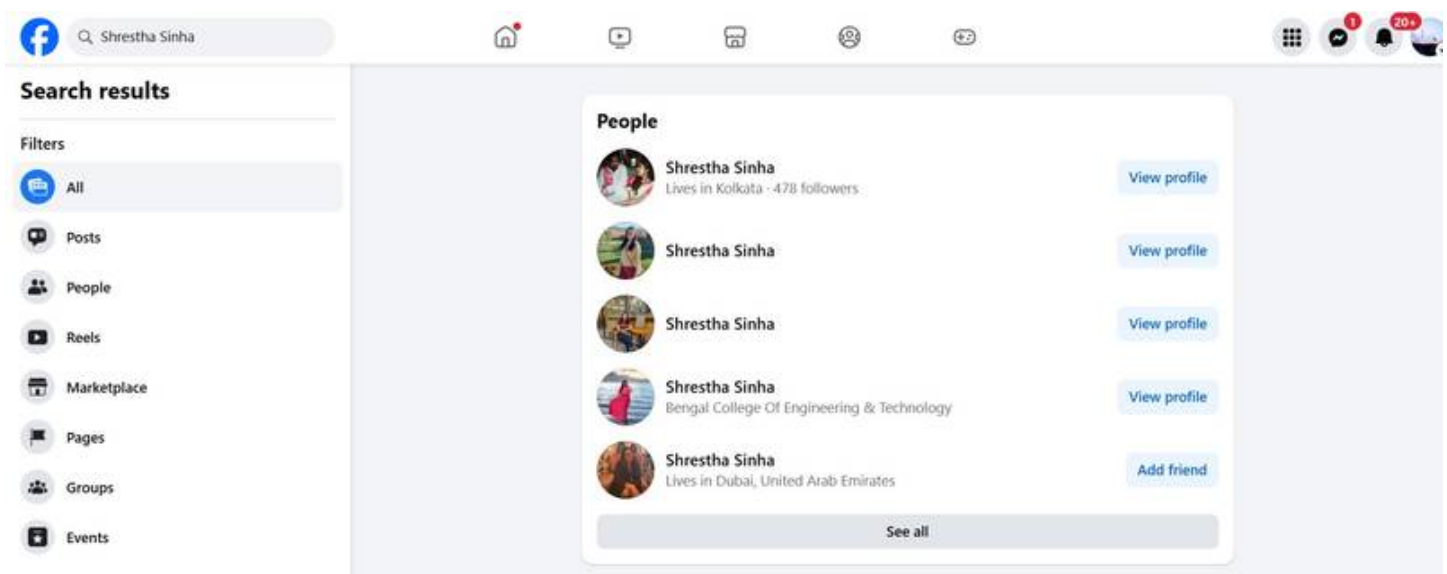 Shrestha Sinha
1
20+
Search results
Filters
All
Posts
People
Reels
Marketplace
Pages
Groups
Events
People
Shrestha Sinha
Lives in Kolkata · 478 followers
View profile
Shrestha Sinha
View profile
Shrestha Sinha
View profile
Shrestha Sinha
Bengal College Of Engineering & Technology
View profile
Shrestha Sinha
Lives in Dubai, United Arab Emirates
Add friend
See all